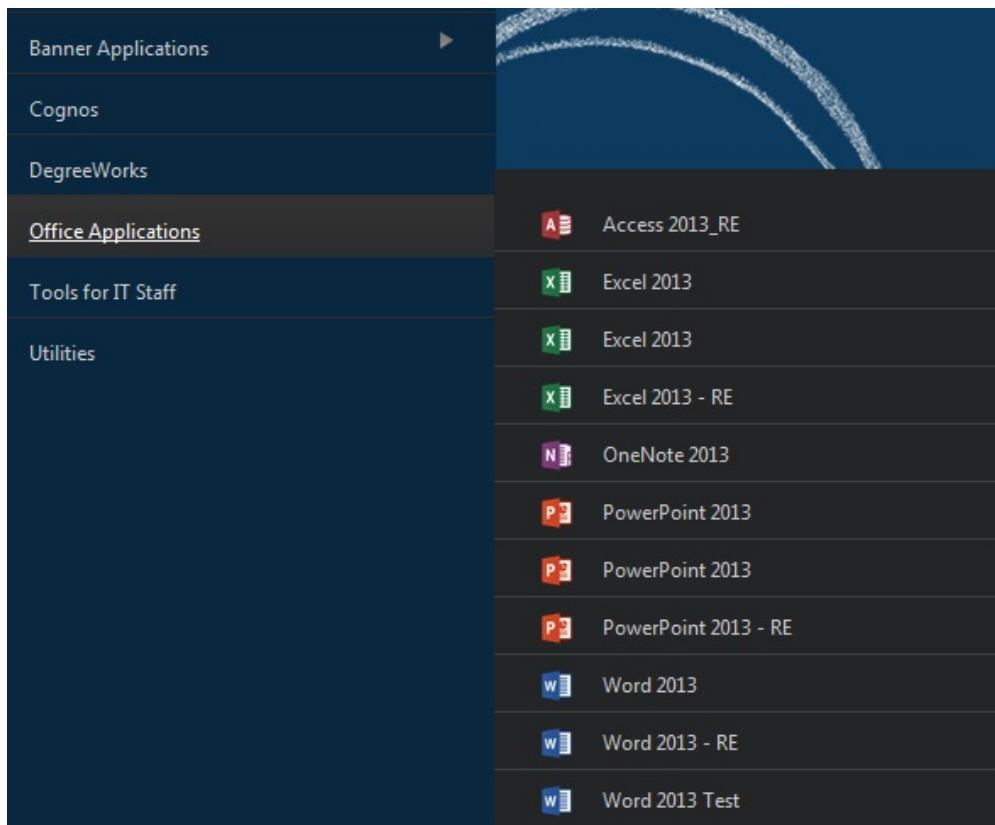 Banner Applications
Cognos
DegreeWorks
Office Applications
Tools for IT Staff
Utilities
Access 2013_RE
Excel 2013
Excel 2013
Excel 2013 - RE
OneNote 2013
PowerPoint 2013
PowerPoint 2013
PowerPoint 2013 - RE
Word 2013
Word 2013 - RE
Word 2013 Test